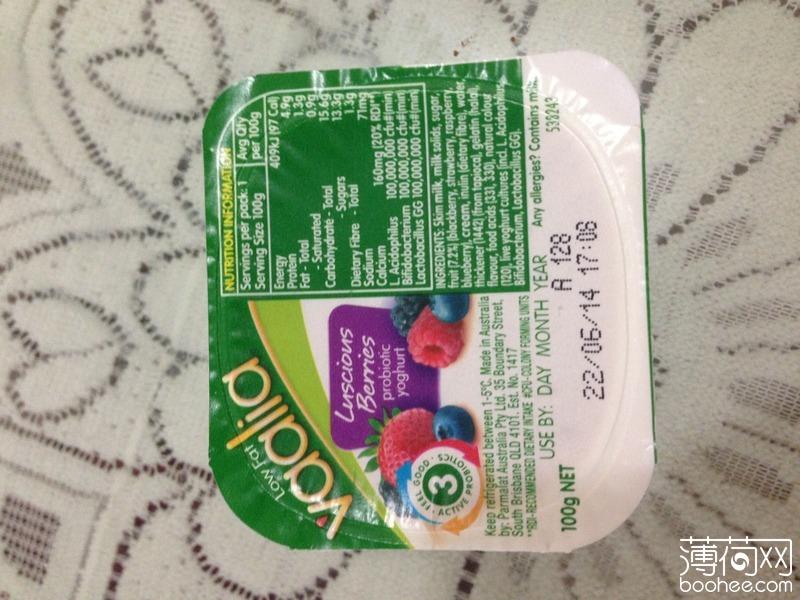 Low Fat
Vaalia
Luscious
Berries
probiotic
yoghurt
FEEL GOOD
3
ACTIVE PROBIOTICS
NUTRITION INFORMATION
Servings per pack: 1
Serving Size 100g
Avg Qty
per 100g
Energy 409kJ (97 Cal)
Protein 4.9g
Fat - Total 1.3g
- Saturated 0.9g
Carbohydrate - Total 15.6g
- Sugars 13.3g
Dietary Fibre - Total 1.3g
Sodium 71mg
Calcium 160mg (20% RDI**)
L. Acidophilus 100,000,000 cfu#(min)
Bifidobacterium 100,000,000 cfu#(min)
Lactobacillus GG 100,000,000 cfu#(min)
INGREDIENTS: Skim milk, milk solids, sugar,
fruit (7.2%) (blackberry, strawberry, raspberry,
blueberry), cream, inulin (dietary fibre), water,
thickener (1442) (from tapioca), gelatin (halal),
flavour, food acids (331, 330), natural colour
(120), live yoghurt cultures (incl. L. Acidophilus,
Bifidobacterium, Lactobacillus GG).
Any allergies? Contains milk.
538243
Keep refrigerated between 1-5°C. Made in Australia
by: Parmalat Australia Pty Ltd. 35 Boundary Street,
South Brisbane QLD 4101. Est. No. 1417
**RDI-RECOMMENDED DIETARY INTAKE #CFU-COLONY FORMING UNITS
USE BY: DAY MONTH YEAR
A 128
22/06/14 17:08
100g NET
薄荷网
boohee.com